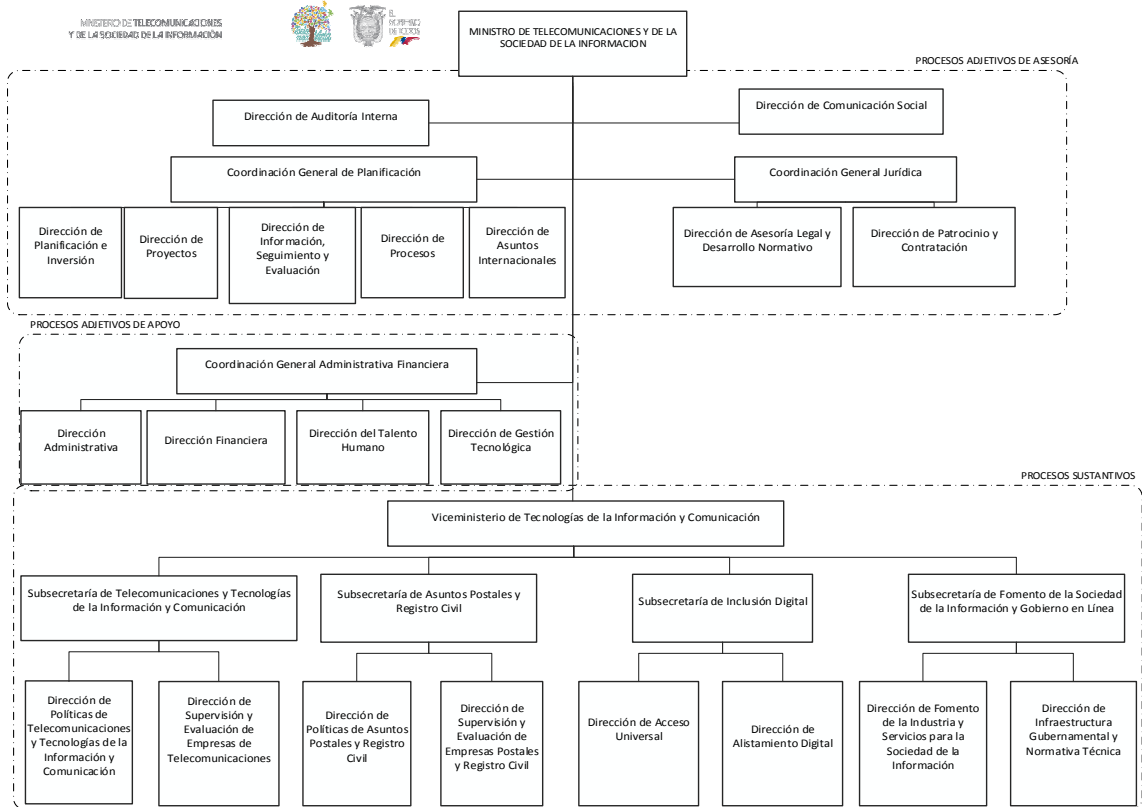 MINISTERIO DE TELECOMUNICACIONES
Y DE LA SOCIEDAD DE LA INFORMACIÓN
EL
GOBIERNO
DE TODOS
MINISTRO DE TELECOMUNICACIONES Y DE LA
SOCIEDAD DE LA INFORMACION
PROCESOS ADJETIVOS DE ASESORÍA
Dirección de Auditoría Interna
Dirección de Comunicación Social
Coordinación General de Planificación
Coordinación General Jurídica
Dirección de
Planificación e
Inversión
Dirección de
Proyectos
Dirección de
Información,
Seguimiento y
Evaluación
Dirección de
Procesos
Dirección de
Asuntos
Internacionales
Dirección de Asesoría Legal y
Desarrollo Normativo
Dirección de Patrocinio y
Contratación
PROCESOS ADJETIVOS DE APOYO
Coordinación General Administrativa Financiera
Dirección
Administrativa
Dirección Financiera
Dirección del Talento
Humano
Dirección de Gestión
Tecnológica
PROCESOS SUSTANTIVOS
Viceministerio de Tecnologías de la Información y Comunicación
Subsecretaría de Telecomunicaciones y Tecnologías
de la Información y Comunicación
Subsecretaría de Asuntos Postales y
Registro Civil
Subsecretaría de Inclusión Digital
Subsecretaría de Fomento de la Sociedad
de la Información y Gobierno en Línea
Dirección de
Políticas de
Telecomunicaciones
y Tecnologías de la
Información y
Comunicación
Dirección de
Supervisión y
Evaluación de
Empresas de
Telecomunicaciones
Dirección de
Políticas de Asuntos
Postales y Registro
Civil
Dirección de
Supervisión y
Evaluación de
Empresas Postales
y Registro Civil
Dirección de Acceso
Universal
Dirección de
Alistamiento Digital
Dirección de Fomento
de la Industria y
Servicios para la
Sociedad de la
Información
Dirección de
Infraestructura
Gubernamental y
Normativa Técnica